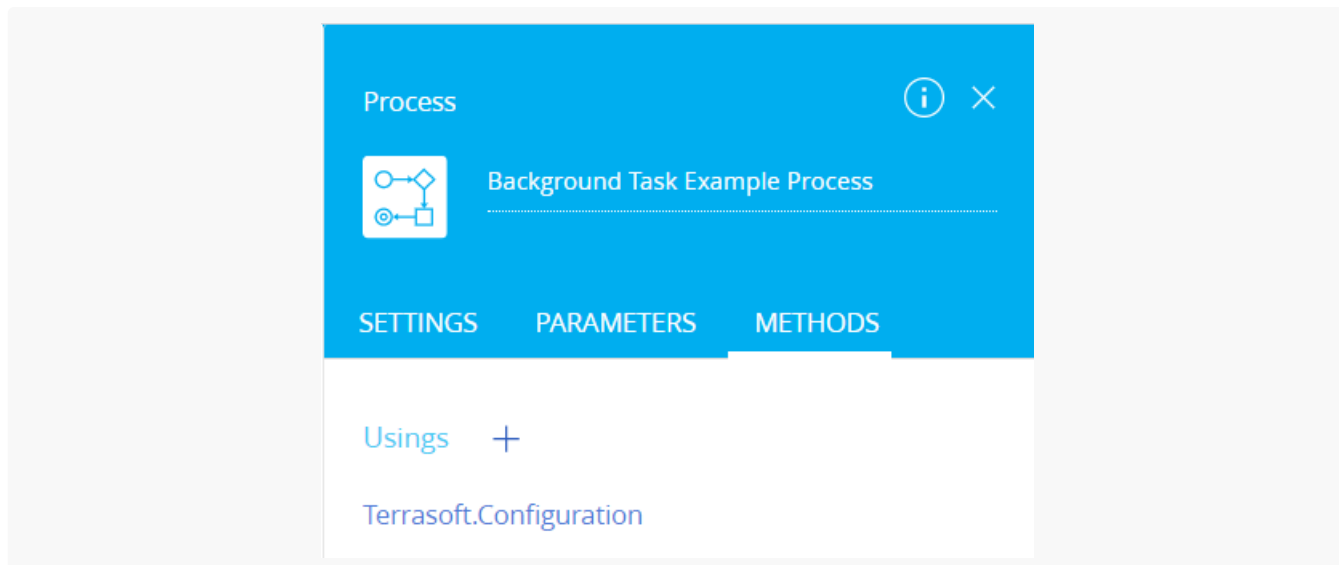 Process
Background Task Example Process
SETTINGS PARAMETERS METHODS
Usings +
Terrasoft.Configuration